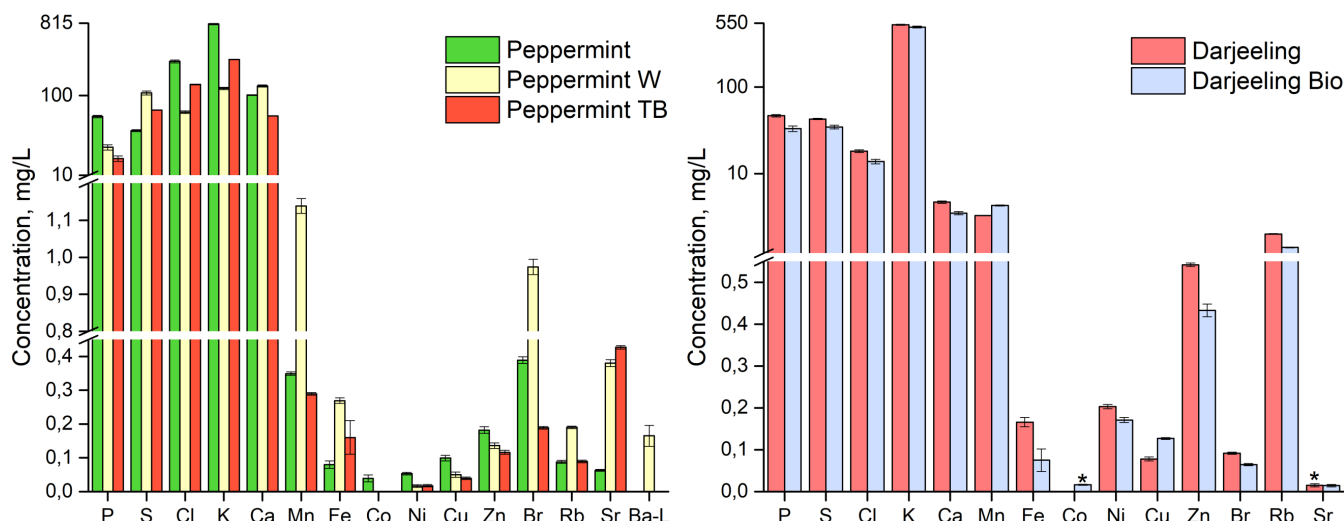 815
100
10
1,1
1,0
0,9
0,8
0,4
0,3
0,2
0,1
0,0
Concentration, mg/L
Peppermint
Peppermint W
Peppermint TB
P S Cl K Ca Mn Fe Co Ni Cu Zn Br Rb Sr Ba-L
550
100
10
0,5
0,4
0,3
0,2
0,1
0,0
Concentration, mg/L
Darjeeling
Darjeeling Bio
* *
P S Cl K Ca Mn Fe Co Ni Cu Zn Br Rb Sr